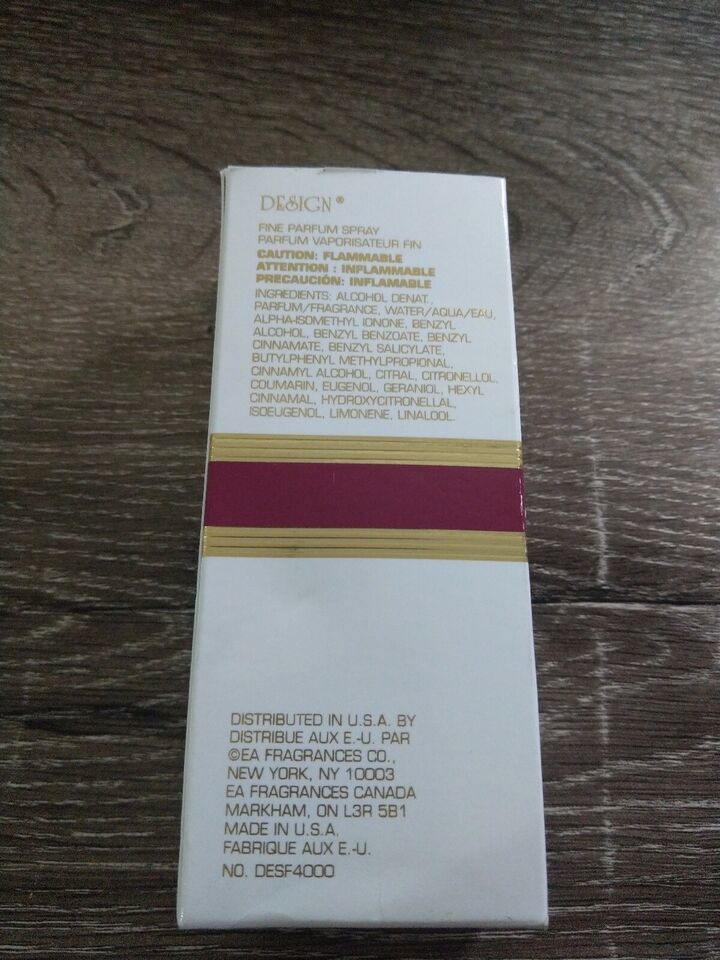 DESIGN®
FINE PARFUM SPRAY
PARFUM VAPORISATEUR FIN
CAUTION: FLAMMABLE
ATTENTION : INFLAMMABLE
PRECAUCIÓN: INFLAMABLE
INGREDIENTS: ALCOHOL DENAT.,
PARFUM/FRAGRANCE, WATER/AQUA/EAU,
ALPHA-ISOMETHYL IONONE, BENZYL
ALCOHOL, BENZYL BENZOATE, BENZYL
CINNAMATE, BENZYL SALICYLATE,
BUTYLPHENYL METHYLPROPIONAL,
CINNAMYL ALCOHOL, CITRAL, CITRONELLOL,
COUMARIN, EUGENOL, GERANIOL, HEXYL
CINNAMAL, HYDROXYCITRONELLAL,
ISOEUGENOL, LIMONENE, LINALOOL.
DISTRIBUTED IN U.S.A. BY
DISTRIBUE AUX E.-U. PAR
©EA FRAGRANCES CO.,
NEW YORK, NY 10003
EA FRAGRANCES CANADA
MARKHAM, ON L3R 5B1
MADE IN U.S.A.
FABRIQUE AUX E.-U.
NO. DESF4000